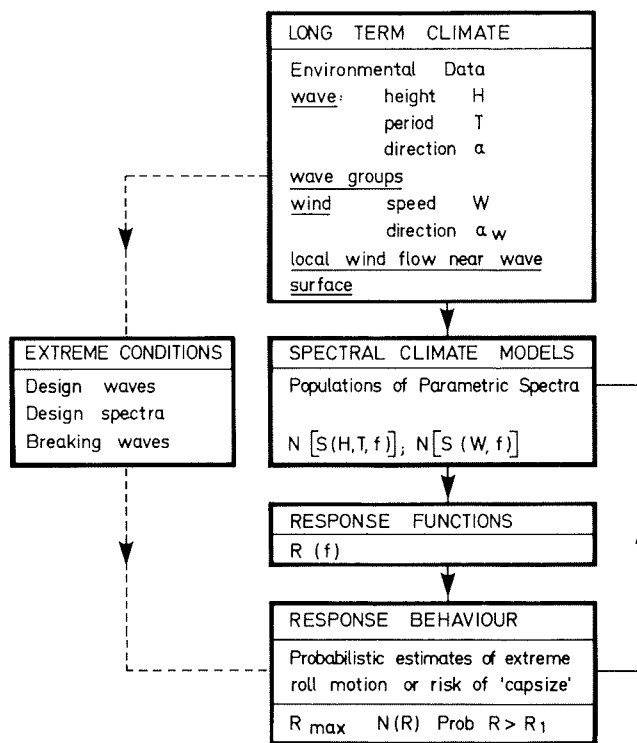 LONG TERM CLIMATE
Environmental Data
wave: height H
period T
direction α
wave groups
wind speed W
direction α w
local wind flow near wave
surface
EXTREME CONDITIONS
Design waves
Design spectra
Breaking waves
SPECTRAL CLIMATE MODELS
Populations of Parametric Spectra
N [S(H,T,f)]; N[S (W,f)]
RESPONSE FUNCTIONS
R (f)
RESPONSE BEHAVIOUR
Probabilistic estimates of extreme
roll motion or risk of 'capsize'
R max N(R) Prob R > R1